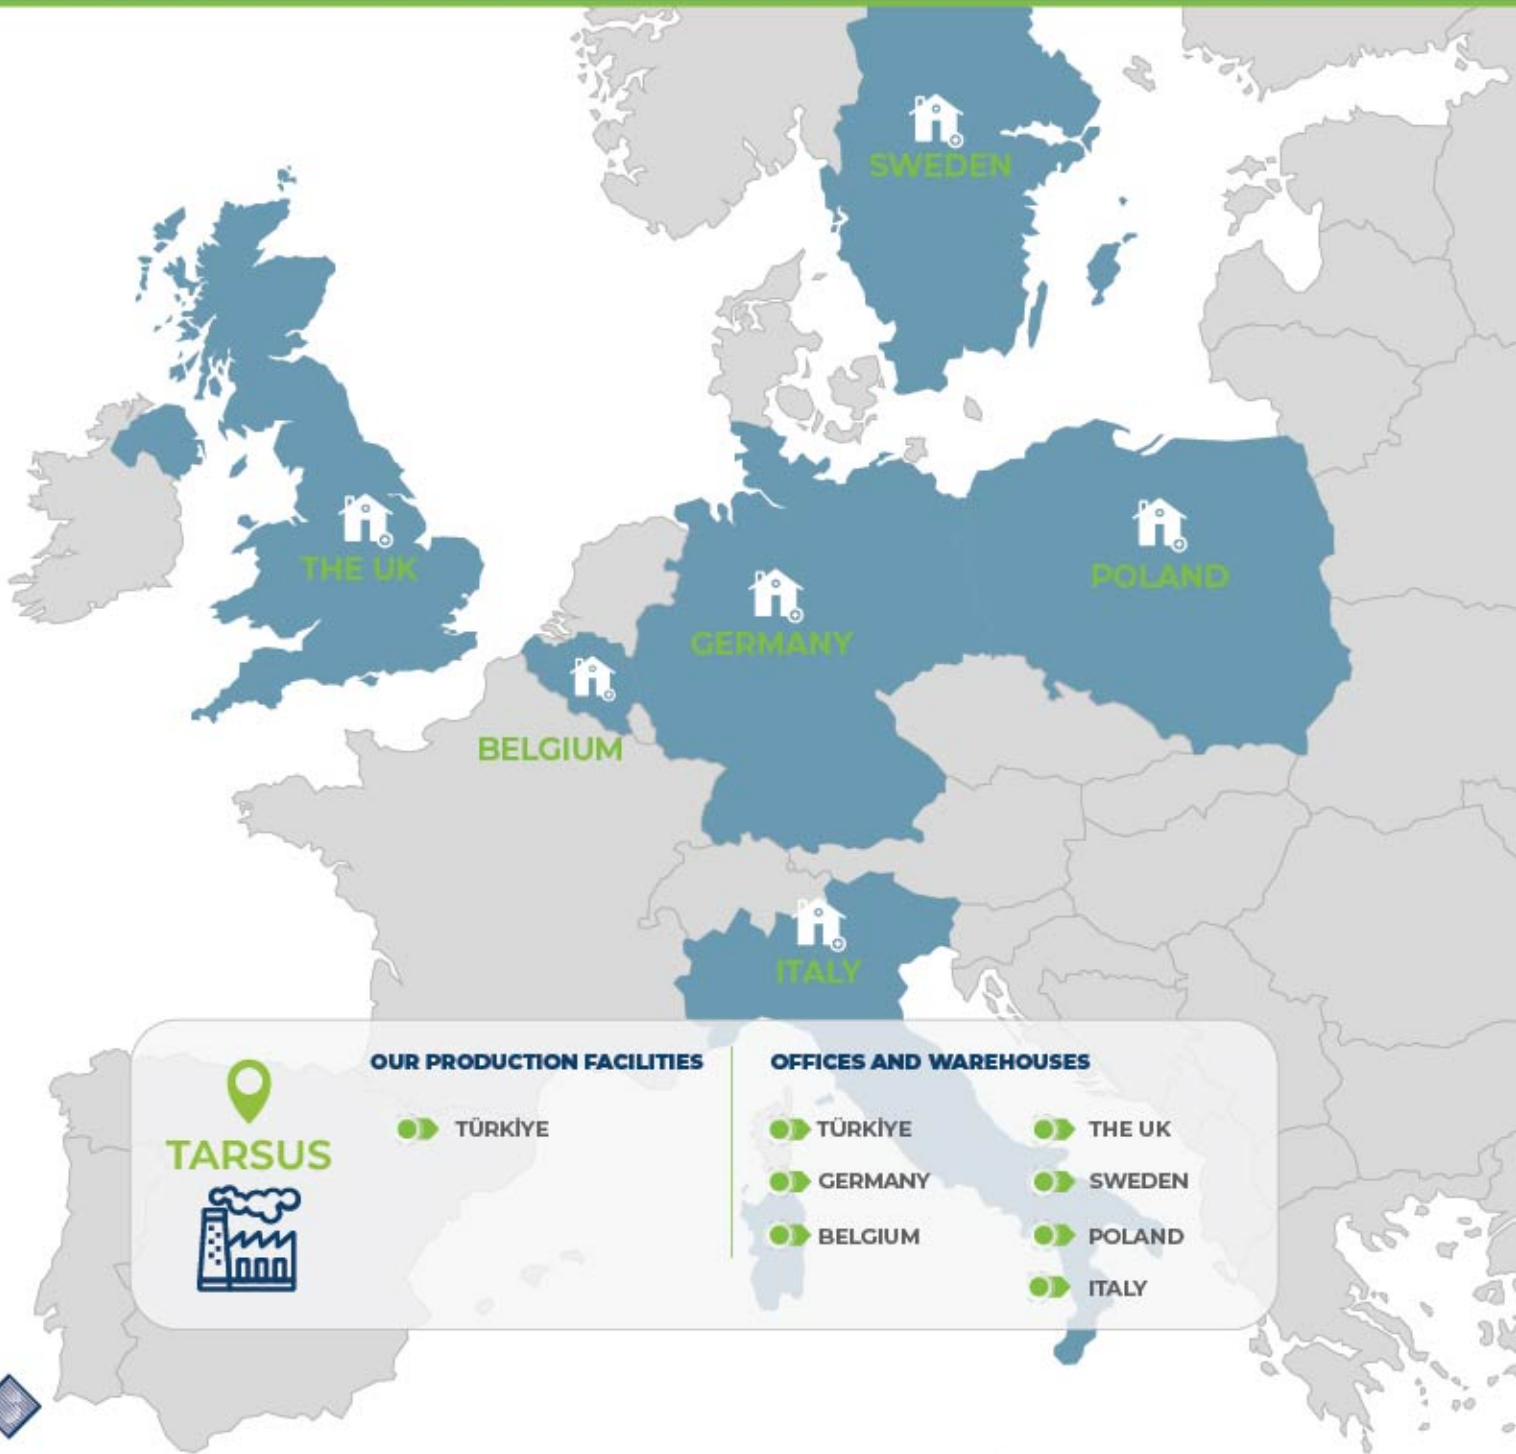 SWEDEN
THE UK
POLAND
GERMANY
BELGIUM
ITALY
TARSUS
OUR PRODUCTION FACILITIES
TÜRKİYE
OFFICES AND WAREHOUSES
TÜRKİYE
GERMANY
BELGIUM
THE UK
SWEDEN
POLAND
ITALY